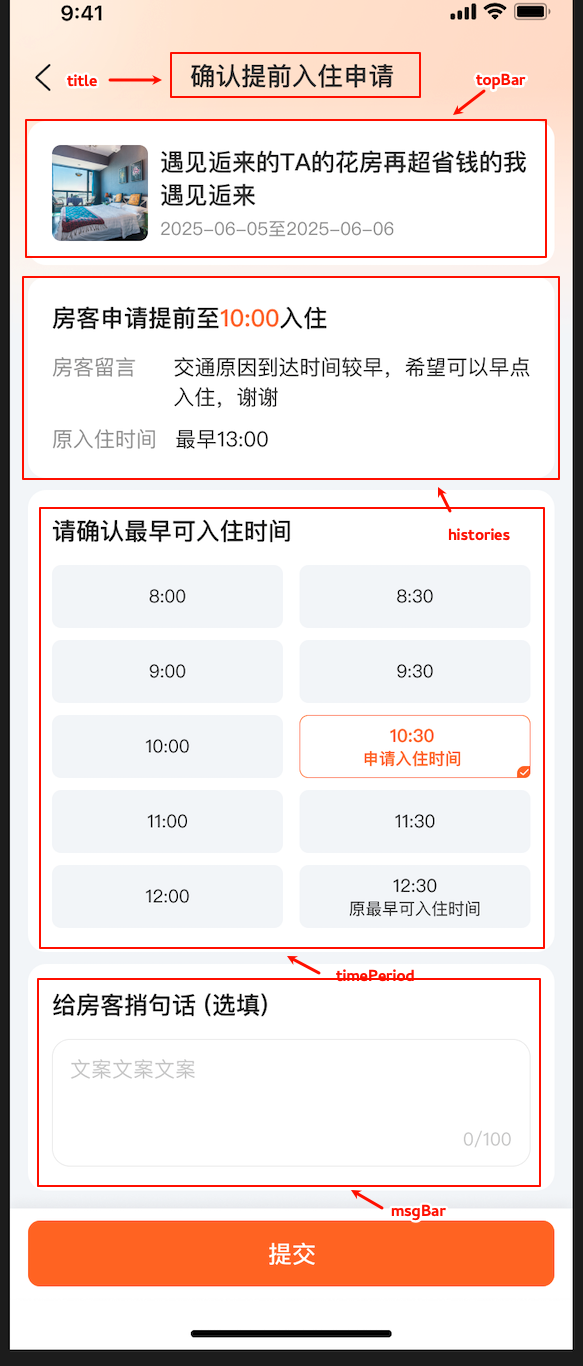 9:41
title
确认提前入住申请
topBar
遇见近来的TA的花房再超省钱的我
遇见近来
2025-06-05至2025-06-06
房客申请提前至10:00入住
房客留言
交通原因到达时间较早，希望可以早点
入住，谢谢
原入住时间
最早13:00
histories
请确认最早可入住时间
8:00
8:30
9:00
9:30
10:00
10:30
申请入住时间
11:00
11:30
12:00
12:30
原最早可入住时间
timePeriod
给房客捎句话 (选填)
文案文案文案
0/100
msgBar
提交